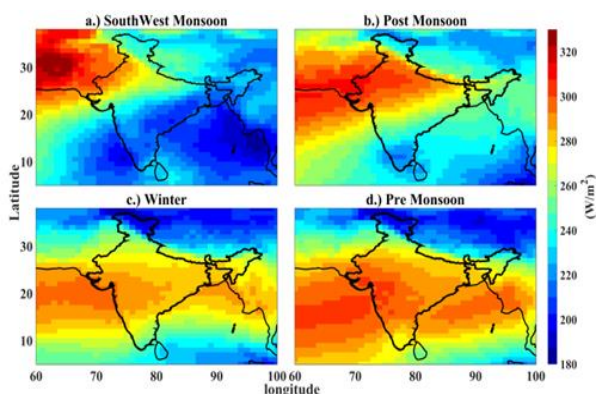 a.) SouthWest Monsoon
b.) Post Monsoon
30
20
10
320
300
280
260
240
220
200
180
(W/m²)
Latitude
c.) Winter
d.) Pre Monsoon
30
20
10
60 70 80 90 100 60 70 80 90 100
longitude